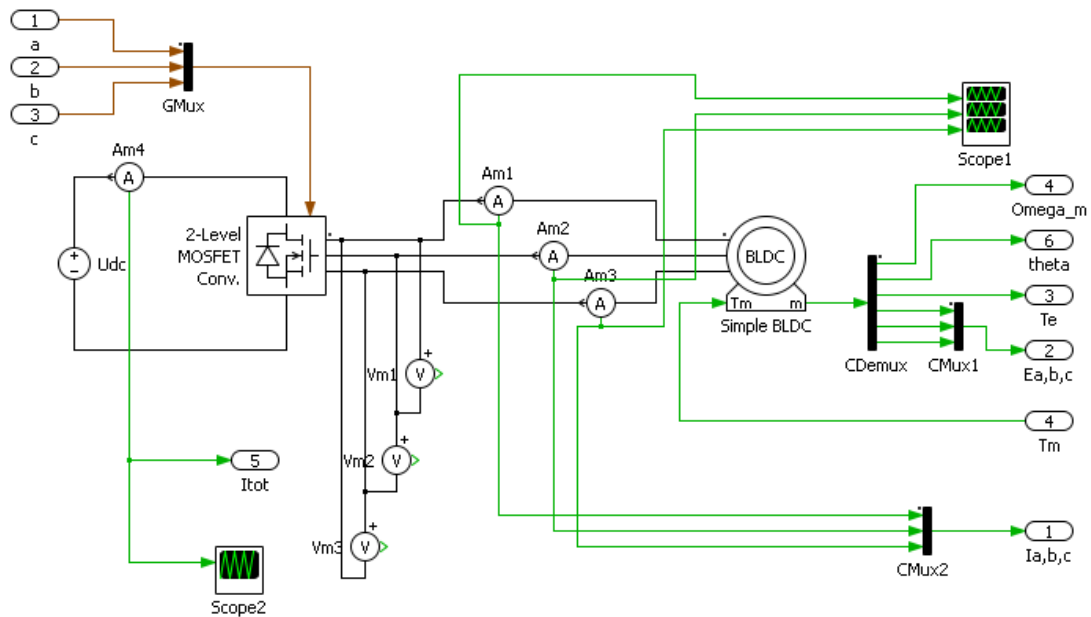 1
a
2
b
3
c
GMux
Am4
A
Udc
2-Level
MOSFET
Conv.
Am1
A
Am2
A
Am3
A
Vm1
V
Vm2
V
Vm3
V
BLDC
Tm
m
Simple BLDC
Scope1
4
Omega_m
6
theta
3
Te
2
Ea,b,c
CDemux
CMux1
4
Tm
5
Itot
Scope2
CMux2
1
Ia,b,c